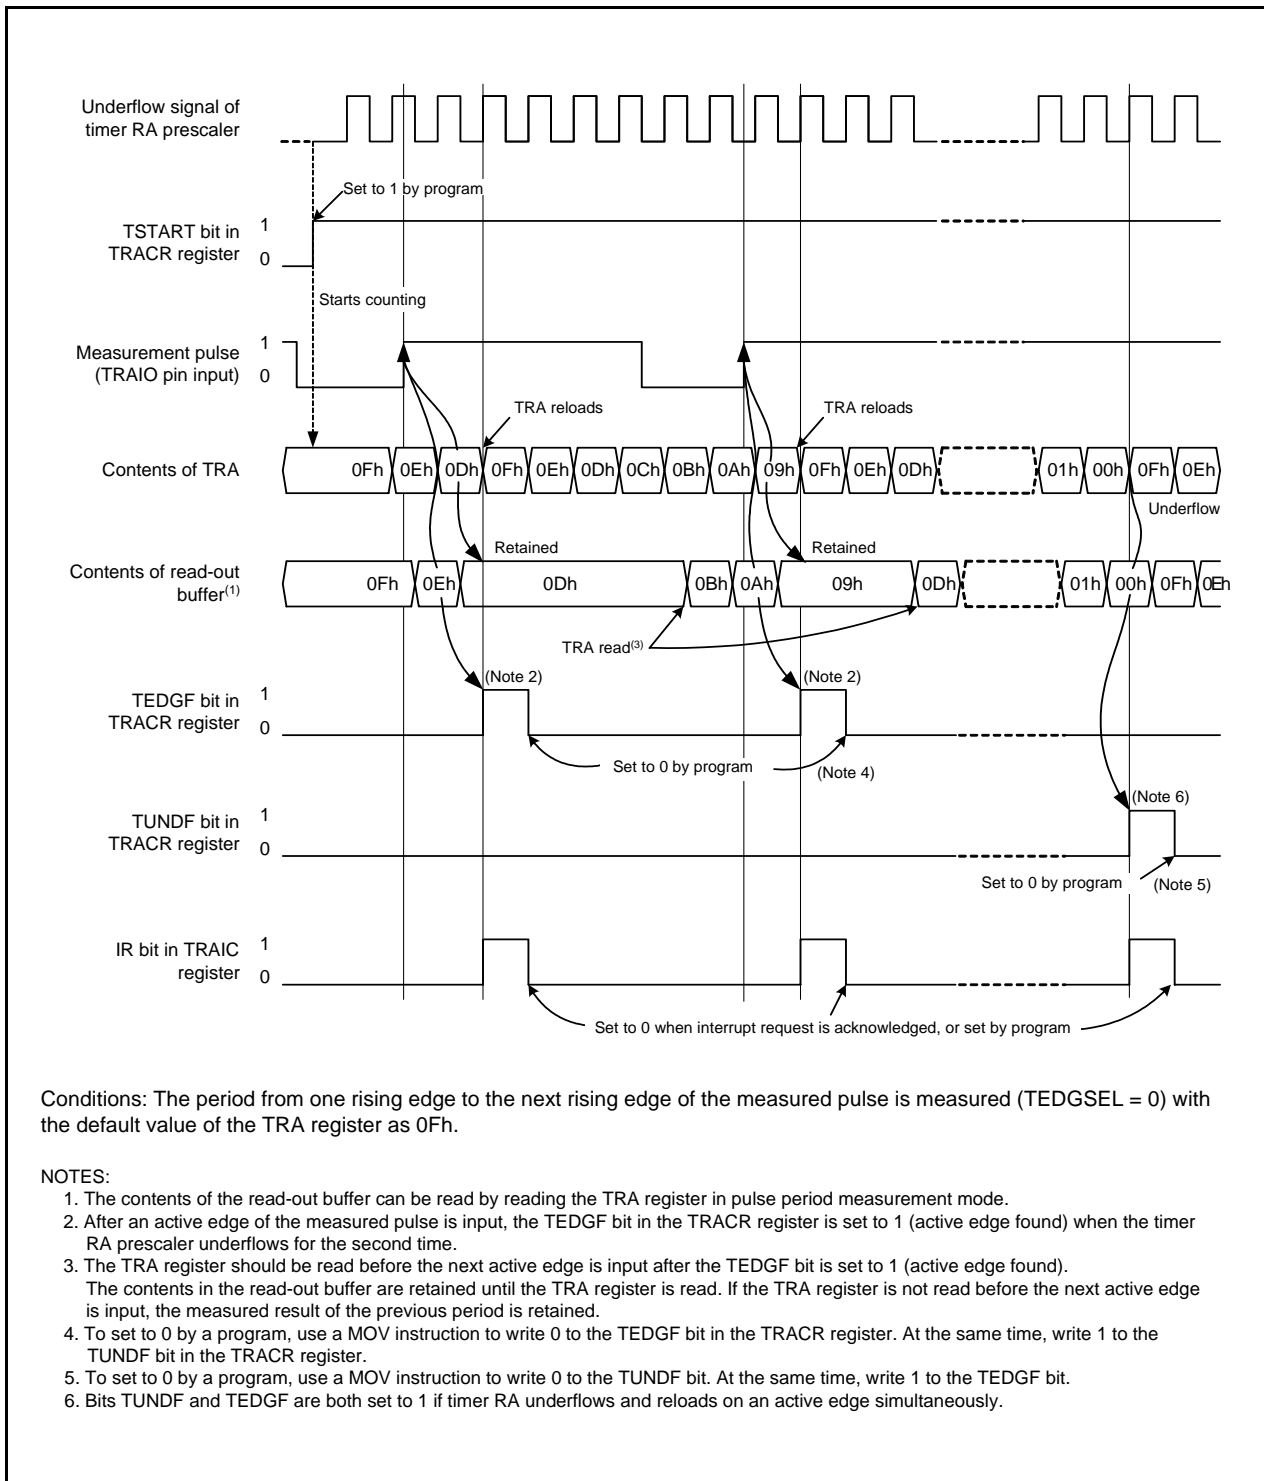 Underflow signal of
timer RA prescaler
Set to 1 by program
TSTART bit in
TRACR register
1
0
Starts counting
Measurement pulse
(TRAIO pin input)
1
0
TRA reloads
TRA reloads
Contents of TRA
0Fh 0Eh 0Dh 0Fh 0Eh 0Dh 0Ch 0Bh 0Ah 09h 0Fh 0Eh 0Dh 01h 00h 0Fh 0Eh
Underflow
Retained
Retained
Contents of read-out
buffer(1)
0Fh 0Eh 0Dh 0Bh 0Ah 09h 0Dh 01h 00h 0Fh 0Eh
TRA read(3)
(Note 2)
(Note 2)
TEDGF bit in
TRACR register
1
0
Set to 0 by program
(Note 4)
(Note 6)
TUNDF bit in
TRACR register
1
0
Set to 0 by program
(Note 5)
IR bit in TRAIC
register
1
0
Set to 0 when interrupt request is acknowledged, or set by program
Conditions: The period from one rising edge to the next rising edge of the measured pulse is measured (TEDGSEL = 0) with
the default value of the TRA register as 0Fh.
NOTES:
1. The contents of the read-out buffer can be read by reading the TRA register in pulse period measurement mode.
2. After an active edge of the measured pulse is input, the TEDGF bit in the TRACR register is set to 1 (active edge found) when the timer
RA prescaler underflows for the second time.
3. The TRA register should be read before the next active edge is input after the TEDGF bit is set to 1 (active edge found).
The contents in the read-out buffer are retained until the TRA register is read. If the TRA register is not read before the next active edge
is input, the measured result of the previous period is retained.
4. To set to 0 by a program, use a MOV instruction to write 0 to the TEDGF bit in the TRACR register. At the same time, write 1 to the
TUNDF bit in the TRACR register.
5. To set to 0 by a program, use a MOV instruction to write 0 to the TUNDF bit. At the same time, write 1 to the TEDGF bit.
6. Bits TUNDF and TEDGF are both set to 1 if timer RA underflows and reloads on an active edge simultaneously.